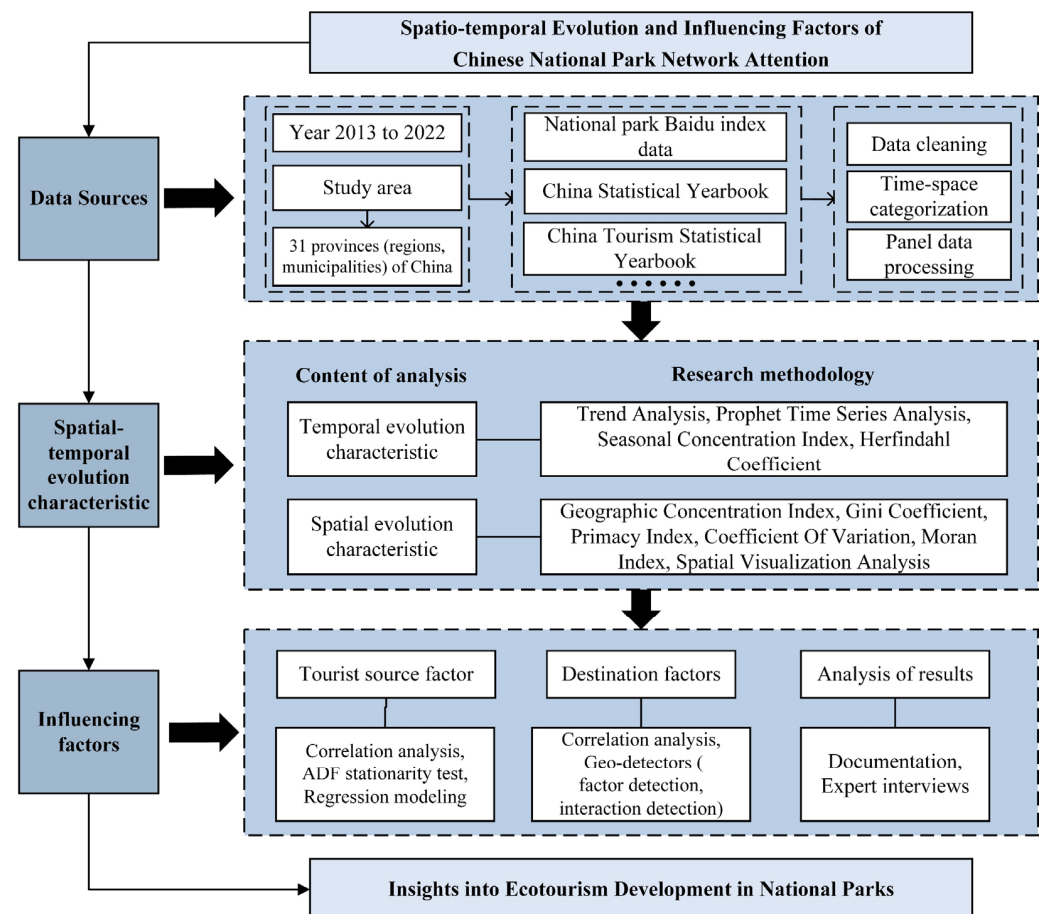 Spatio-temporal Evolution and Influencing Factors of
Chinese National Park Network Attention
Data Sources
Year 2013 to 2022
Study area
31 provinces (regions,
municipalities) of China
National park Baidu index
data
China Statistical Yearbook
China Tourism Statistical
Yearbook
• • • • • •
Data cleaning
Time-space
categorization
Panel data
processing
Spatial-
temporal
evolution
characteristic
Content of analysis
Research methodology
Temporal evolution
characteristic
Trend Analysis, Prophet Time Series Analysis,
Seasonal Concentration Index, Herfindahl
Coefficient
Spatial evolution
characteristic
Geographic Concentration Index, Gini Coefficient,
Primacy Index, Coefficient Of Variation, Moran
Index, Spatial Visualization Analysis
Influencing
factors
Tourist source factor
Correlation analysis,
ADF stationarity test,
Regression modeling
Destination factors
Correlation analysis,
Geo-detectors (
factor detection,
interaction detection)
Analysis of results
Documentation,
Expert interviews
Insights into Ecotourism Development in National Parks